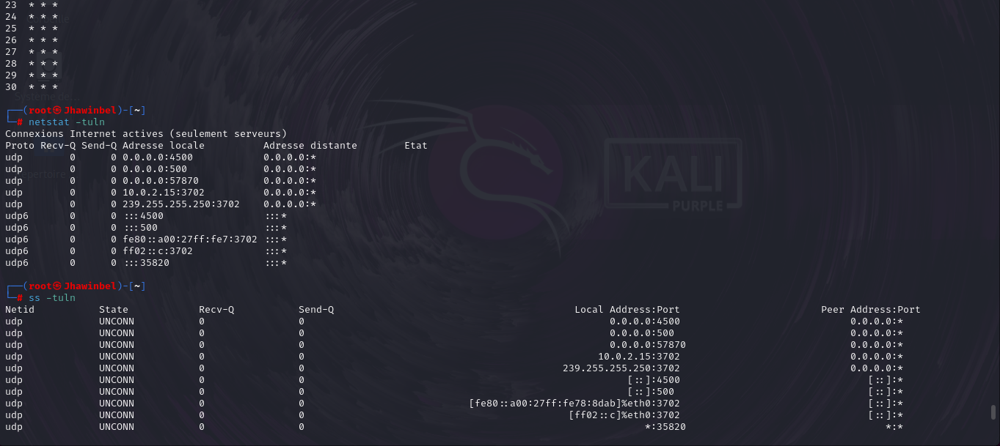 23 * * *
24 * * *
25 * * *
26 * * *
27 * * *
28 * * *
29 * * *
30 * * *
Système de...
┌──(root㉿Jhawinbel)-[~]
└─# netstat -tuln
Connexions Internet actives (seulement serveurs)
Proto Recv-Q Send-Q Adresse locale Adresse distante Etat
udp 0 0 0.0.0.0:4500 0.0.0.0:*
udp 0 0 0.0.0.0:500 0.0.0.0:*
udp 0 0 0.0.0.0:57870 0.0.0.0:*
udp 0 0 10.0.2.15:3702 0.0.0.0:*
udp 0 0 239.255.255.250:3702 0.0.0.0:*
udp6 0 0 :::4500 :::*
udp6 0 0 :::500 :::*
udp6 0 0 fe80::a00:27ff:fe7:3702 :::*
udp6 0 0 ff02::c:3702 :::*
udp6 0 0 :::35820 :::*
KALI
PURPLE
┌──(root㉿Jhawinbel)-[~]
└─# ss -tuln
Netid State Recv-Q Send-Q Local Address:Port Peer Address:Port
udp UNCONN 0 0 0.0.0.0:4500 0.0.0.0:*
udp UNCONN 0 0 0.0.0.0:500 0.0.0.0:*
udp UNCONN 0 0 0.0.0.0:57870 0.0.0.0:*
udp UNCONN 0 0 10.0.2.15:3702 0.0.0.0:*
udp UNCONN 0 0 239.255.255.250:3702 0.0.0.0:*
udp UNCONN 0 0 [::]:4500 [::]:*
udp UNCONN 0 0 [::]:500 [::]:*
udp UNCONN 0 0 [fe80::a00:27ff:fe78:8dab]%eth0:3702 [::]:*
udp UNCONN 0 0 [ff02::c]%eth0:3702 [::]:*
udp UNCONN 0 0 *:35820 *:*